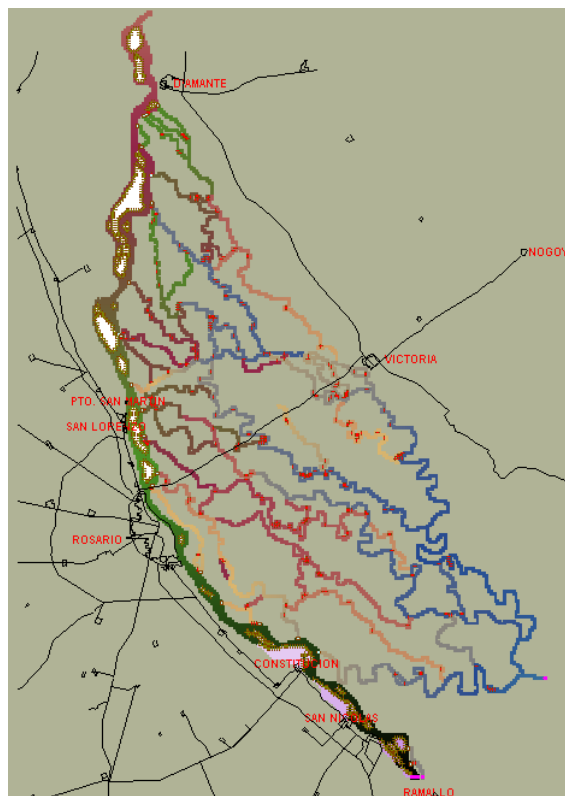 DIAMANTE
NOGOY
VICTORIA
PTO. SAN MARTIN
SAN LORENZO
ROSARIO
CONSTITUCION
SAN NICOLAS
RAMALLO